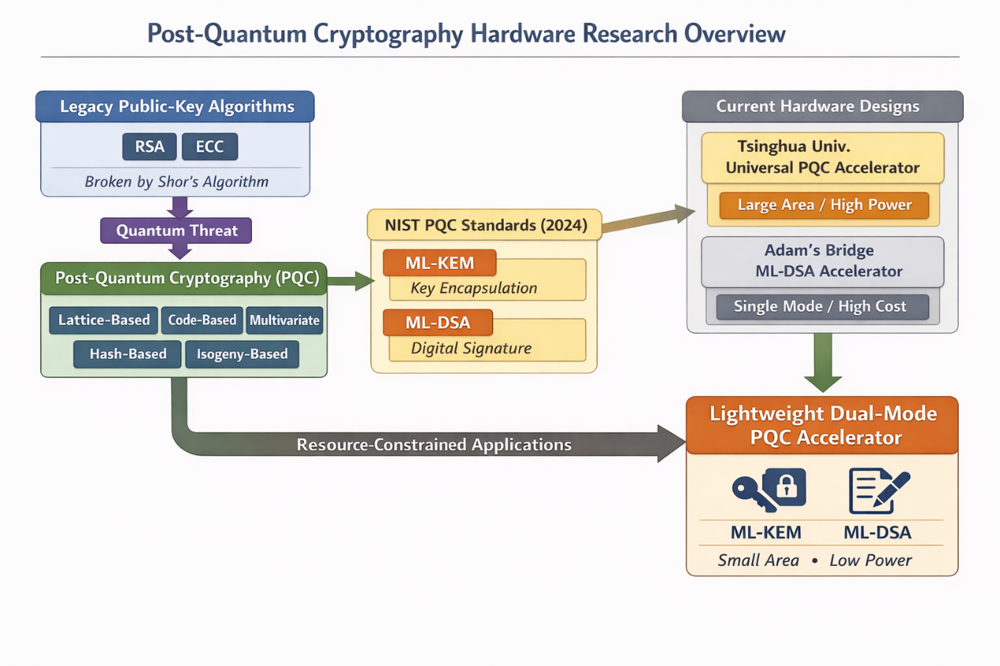 Post-Quantum Cryptography Hardware Research Overview
Legacy Public-Key Algorithms
RSA
ECC
Broken by Shor's Algorithm
Quantum Threat
Post-Quantum Cryptography (PQC)
Lattice-Based
Code-Based
Multivariate
Hash-Based
Isogeny-Based
NIST PQC Standards (2024)
ML-KEM
Key Encapsulation
ML-DSA
Digital Signature
Current Hardware Designs
Tsinghua Univ.
Universal PQC Accelerator
Large Area / High Power
Adam's Bridge
ML-DSA Accelerator
Single Mode / High Cost
Resource-Constrained Applications
Lightweight Dual-Mode
PQC Accelerator
ML-KEM
ML-DSA
Small Area • Low Power